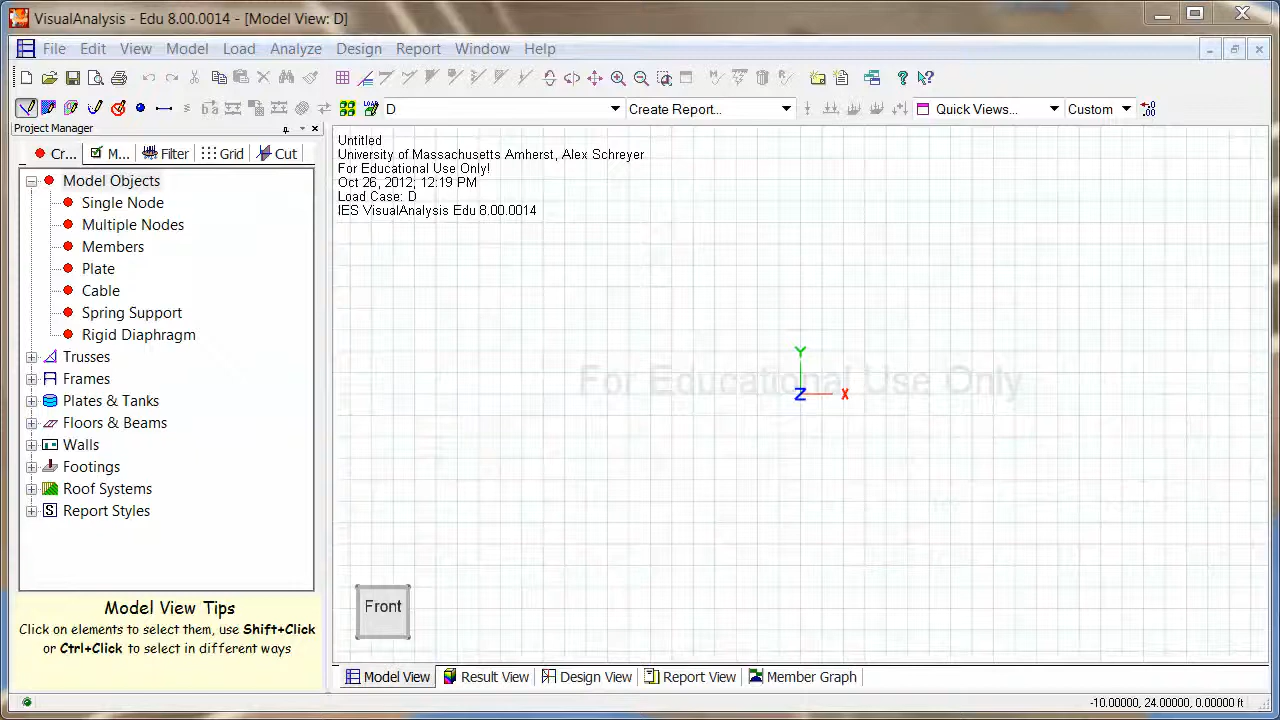 VisualAnalysis - Edu 8.00.0014 - [Model View: D]
File Edit View Model Load Analyze Design Report Window Help
D Create Report... Quick Views... Custom
Project Manager
Cr... M... Filter Grid Cut
Model Objects
Single Node
Multiple Nodes
Members
Plate
Cable
Spring Support
Rigid Diaphragm
Trusses
Frames
Plates & Tanks
Floors & Beams
Walls
Footings
Roof Systems
Report Styles
Model View Tips
Click on elements to select them, use Shift+Click
or Ctrl+Click to select in different ways
Untitled
University of Massachusetts Amherst, Alex Schreyer
For Educational Use Only!
Oct 26, 2012; 12:19 PM
Load Case: D
IES VisualAnalysis Edu 8.00.0014
Y
For Educational Use Only
Z X
Front
Model View Result View Design View Report View Member Graph
-10.00000, 24.00000, 0.00000 ft